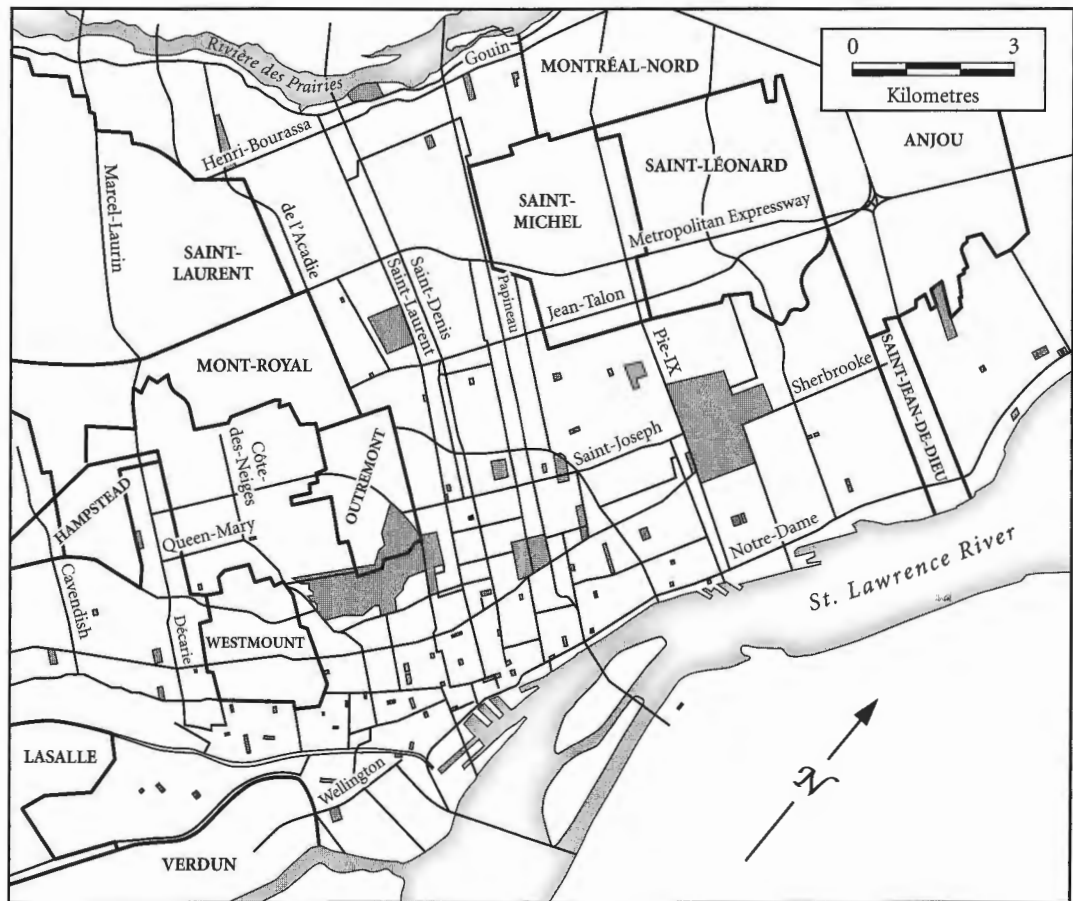 Rivière des Prairies
Gouin
MONTRÉAL-NORD
0 3
Kilometres
ANJOU
Henri-Bourassa
SAINT-LÉONARD
Marcel-Laurin
de l'Acadie
SAINT-
MICHEL
Metropolitan Expressway
SAINT-
LAURENT
Saint-Denis
Saint-Laurent
Papineau
Jean-Talon
MONT-ROYAL
Pie-IX
Sherbrooke
SAINT-JEAN-DE-DIEU
Côte-
des-Neiges
OUTREMONT
Saint-Joseph
HAMPSTEAD
Queen-Mary
Notre-Dame
St. Lawrence River
Cavendish
Décarie
WESTMOUNT
LASALLE
Wellington
N
VERDUN